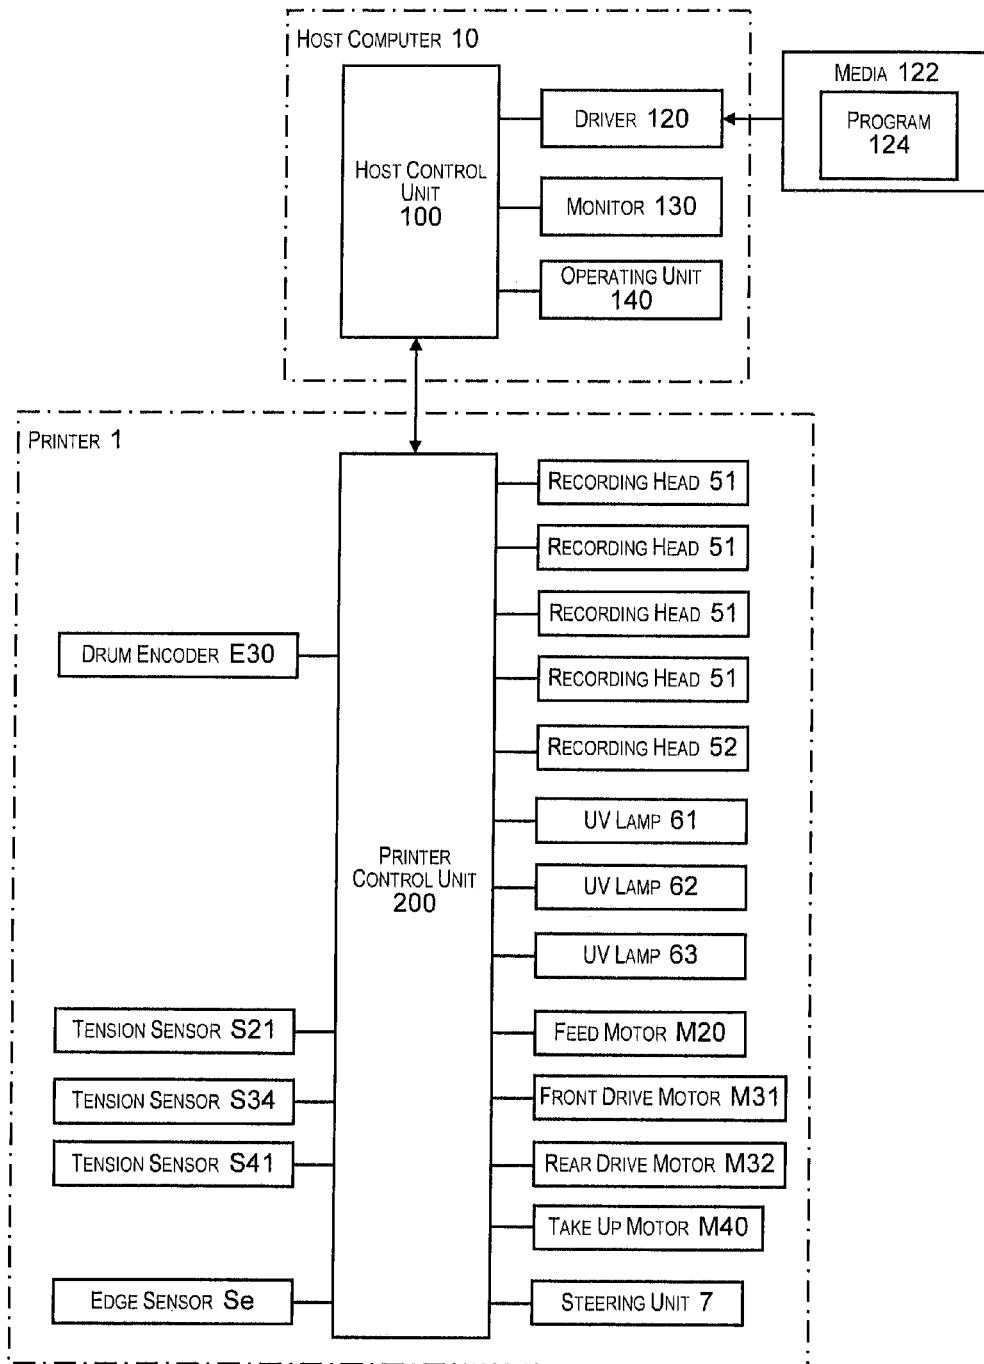 HOST COMPUTER 10
HOST CONTROL
UNIT
100
DRIVER 120
MONITOR 130
OPERATING UNIT
140
MEDIA 122
PROGRAM
124
PRINTER 1
PRINTER
CONTROL UNIT
200
DRUM ENCODER E30
TENSION SENSOR S21
TENSION SENSOR S34
TENSION SENSOR S41
EDGE SENSOR Se
RECORDING HEAD 51
RECORDING HEAD 51
RECORDING HEAD 51
RECORDING HEAD 51
RECORDING HEAD 52
UV LAMP 61
UV LAMP 62
UV LAMP 63
FEED MOTOR M20
FRONT DRIVE MOTOR M31
REAR DRIVE MOTOR M32
TAKE UP MOTOR M40
STEERING UNIT 7